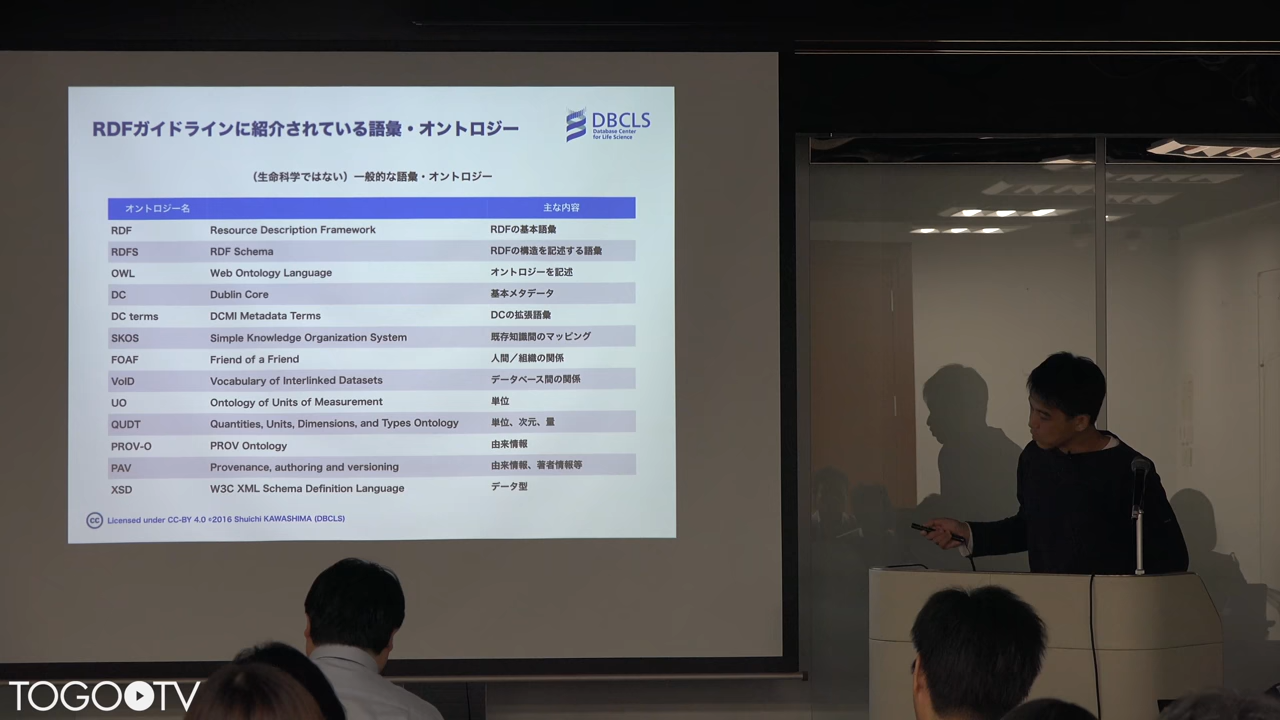 RDFガイドラインに紹介されている語彙・オントロジー
DBCLS
Database Center
for Life Science
（生命科学ではない）一般的な語彙・オントロジー
オントロジー名 主な内容
RDF Resource Description Framework RDFの基本語彙
RDFS RDF Schema RDFの構造を記述する語彙
OWL Web Ontology Language オントロジーを記述
DC Dublin Core 基本メタデータ
DC terms DCMI Metadata Terms DCの拡張語彙
SKOS Simple Knowledge Organization System 既存知識間のマッピング
FOAF Friend of a Friend 人間／組織の関係
VoID Vocabulary of Interlinked Datasets データベース間の関係
UO Ontology of Units of Measurement 単位
QUDT Quantities, Units, Dimensions, and Types Ontology 単位、次元、量
PROV-O PROV Ontology 由来情報
PAV Provenance, authoring and versioning 由来情報、著者情報等
XSD W3C XML Schema Definition Language データ型
cc Licensed under CC-BY 4.0 ©2016 Shuichi KAWASHIMA (DBCLS)
TOGO TV